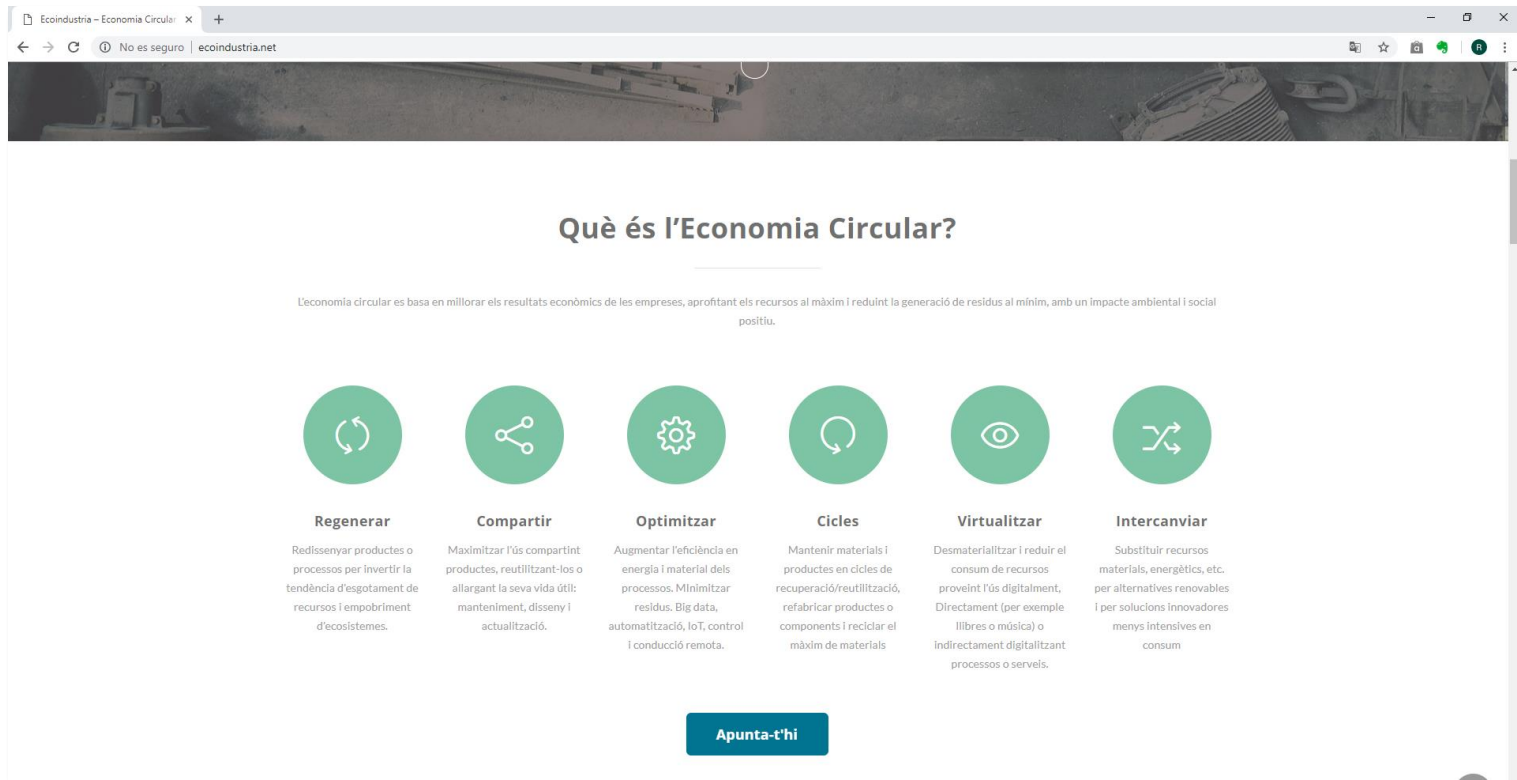 Ecoindustria – Economia Circular
No es seguro | ecoindustria.net
R
Què és l'Economia Circular?
L'economia circular es basa en millorar els resultats econòmics de les empreses, aprofitant els recursos al màxim i reduint la generació de residus al mínim, amb un impacte ambiental i social
positiu.
Regenerar
Redissenyar productes o
processos per invertir la
tendència d'esgotament de
recursos i empobriment
d'ecosistemes.
Compartir
Maximitzar l'ús compartint
productes, reutilitzant-los o
allargant la seva vida útil:
manteniment, disseny i
actualització.
Optimitzar
Augmentar l'eficiència en
energia i material dels
processos. MInimitzar
residus. Big data,
automatització, IoT, control
i conducció remota.
Cicles
Mantenir materials i
productes en cicles de
recuperació/reutilització,
refabricar productes o
components i reciclar el
màxim de materials
Virtualitzar
Desmaterialitzar i reduir el
consum de recursos
proveint l'ús digitalment,
Directament (per exemple
llibres o música) o
indirectament digitalitzant
processos o serveis.
Intercanviar
Substituír recursos
materials, energètics, etc.
per alternatives renovables
i per solucions innovadores
menys intensives en
consum
Apunta-t'hi